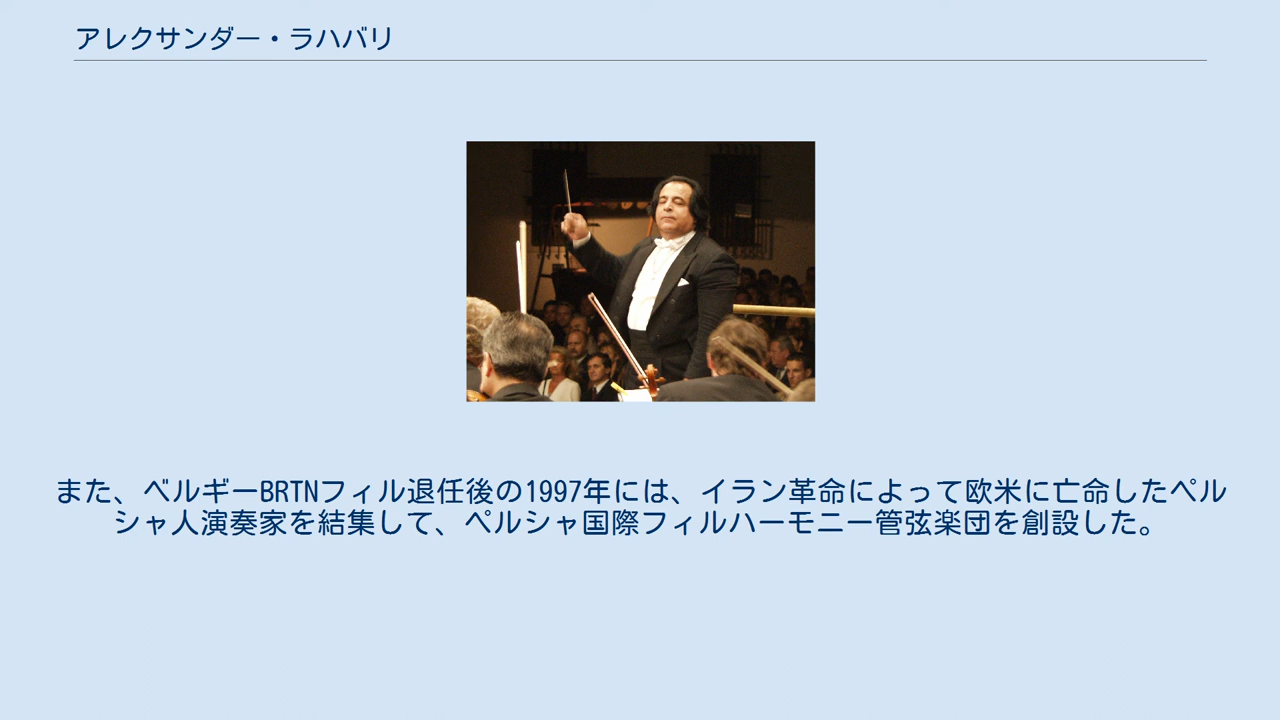 アレクサンダー・ラハバリ
また、ベルギーBRTNフィル退任後の1997年には、イラン革命によって欧米に亡命したペル
シャ人演奏家を結集して、ペルシャ国際フィルハーモニー管弦楽団を創設した。